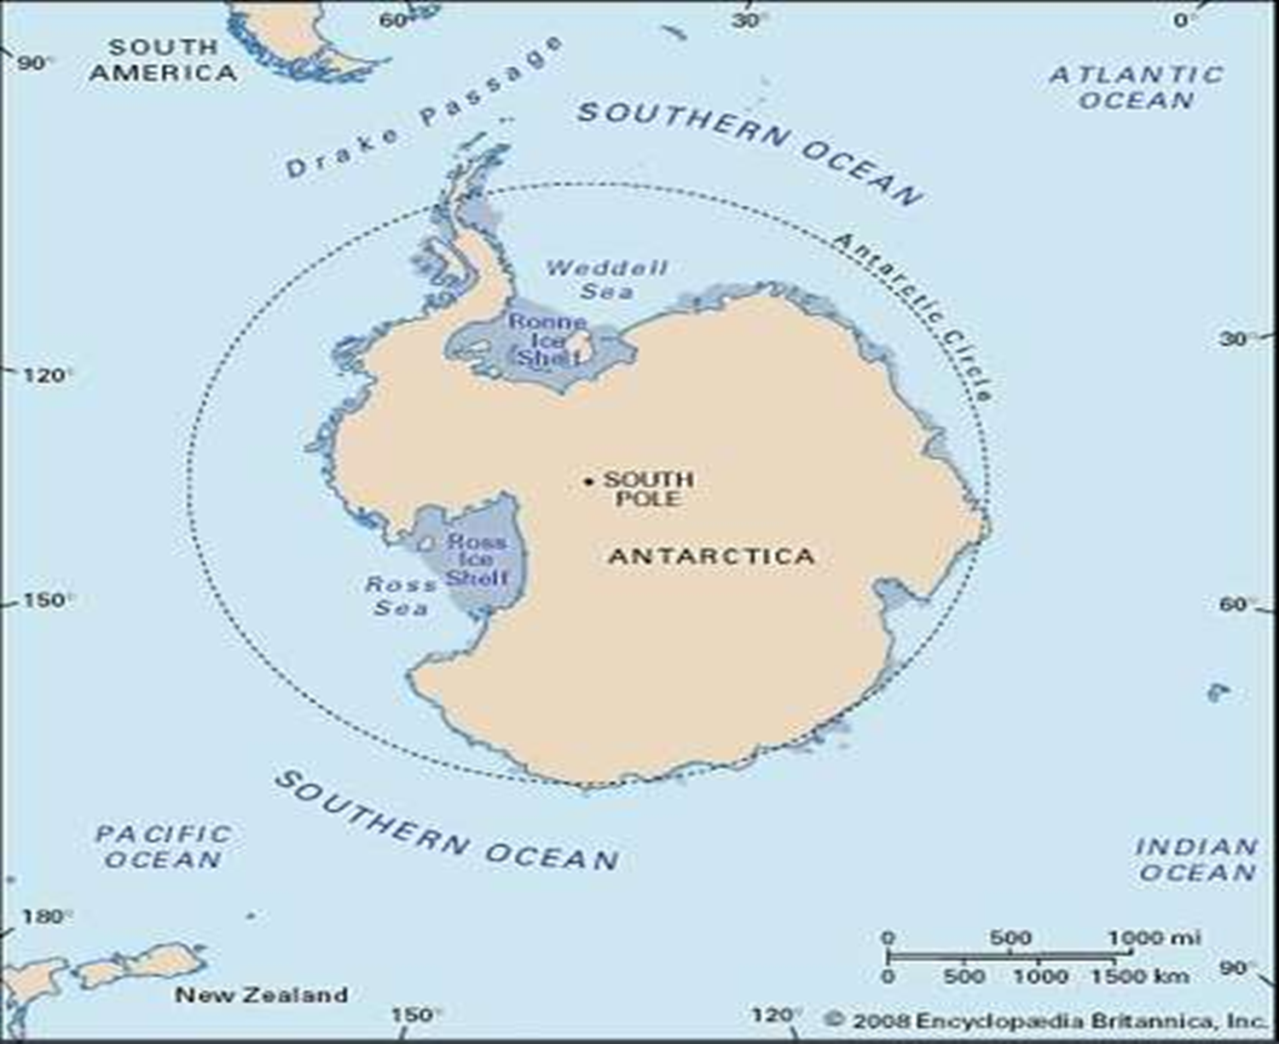 60°
30°
0°
SOUTH
AMERICA
90°
ATLANTIC
OCEAN
Drake Passage
SOUTHERN OCEAN
Antarctic Circle
Weddell
Sea
Ronne
Ice
Shelf
30°
120°
SOUTH
POLE
ANTARCTICA
Ross
Ice
Shelf
Ross
Sea
150°
60°
SOUTHERN OCEAN
PACIFIC
OCEAN
INDIAN
OCEAN
180°
0 500 1000 mi
0 500 1000 1500 km
90°
New Zealand
150°
120°
© 2008 Encyclopædia Britannica, Inc.